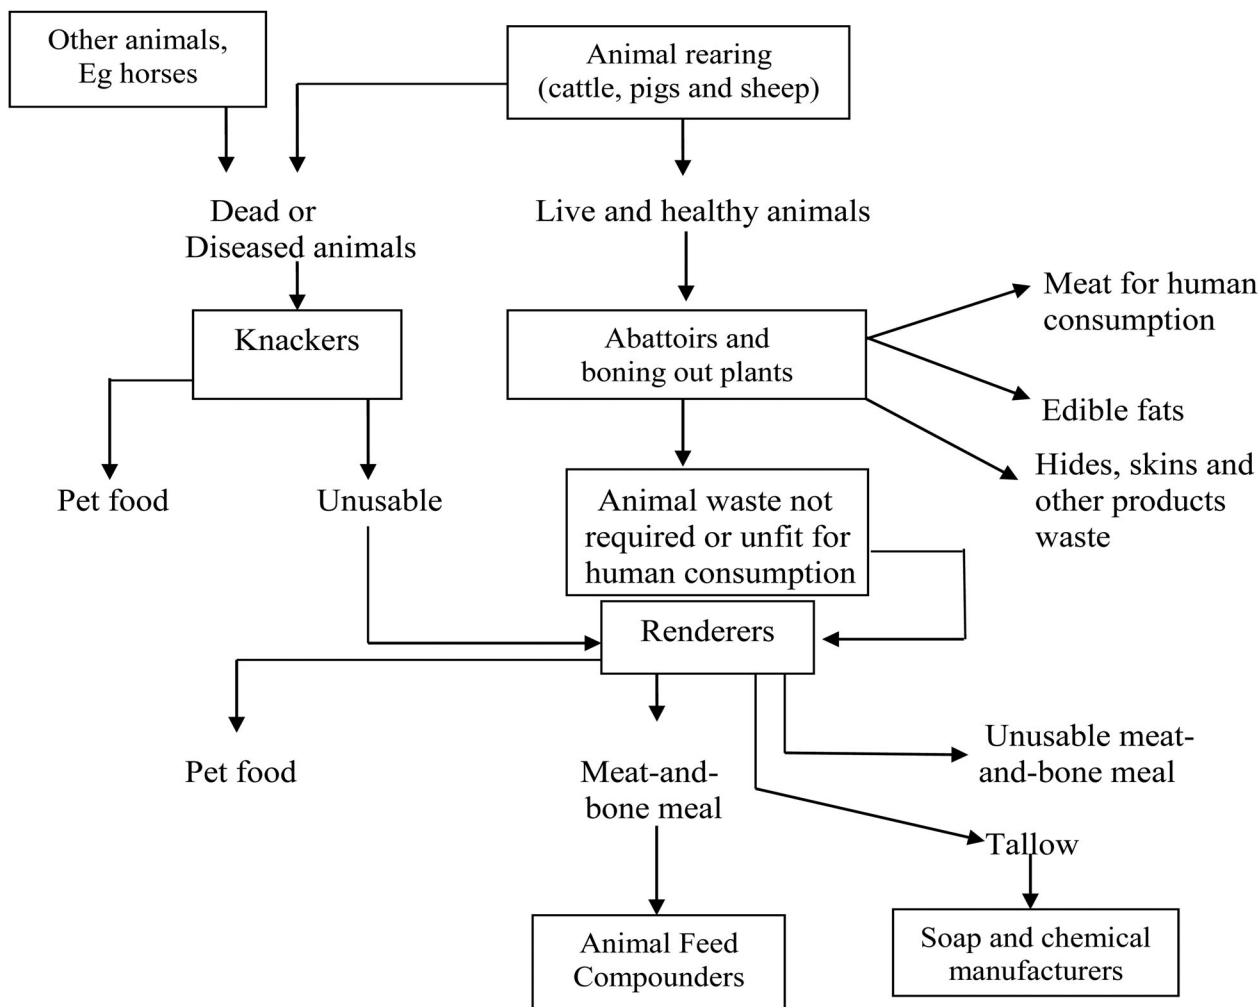 Other animals,
Eg horses
Animal rearing
(cattle, pigs and sheep)
Dead or
Diseased animals
Live and healthy animals
Meat for human
consumption
Knackers
Abattoirs and
boning out plants
Edible fats
Hides, skins and
other products
waste
Pet food
Unusable
Animal waste not
required or unfit for
human consumption
Renderers
Pet food
Meat-and-
bone meal
Unusable meat-
and-bone meal
Tallow
Animal Feed
Compounders
Soap and chemical
manufacturers